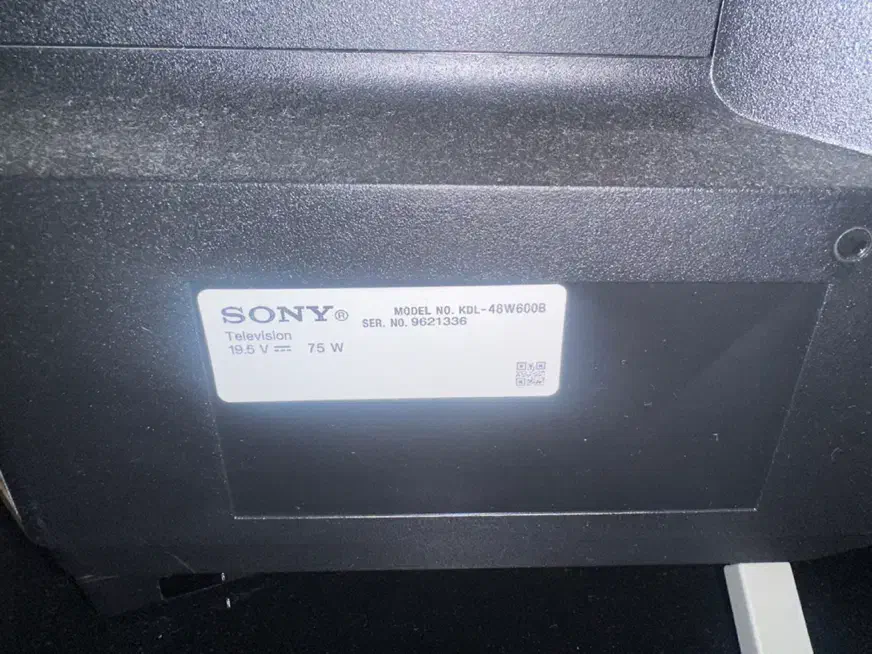 SONY®
MODEL NO. KDL-48W600B
SER. NO. 9621336
Television
19.5 V ⎓ 75 W